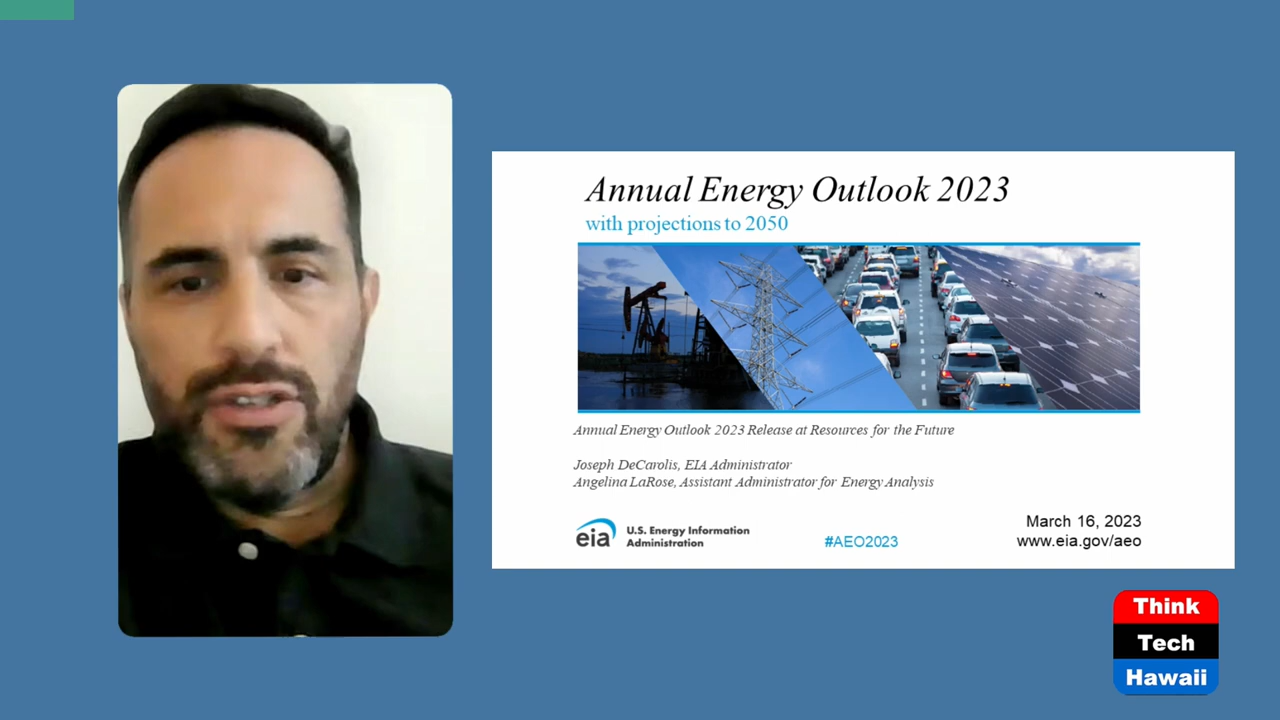 Annual Energy Outlook 2023
with projections to 2050
Annual Energy Outlook 2023 Release at Resources for the Future
Joseph DeCarolis, EIA Administrator
Angelina LaRose, Assistant Administrator for Energy Analysis
eia
U.S. Energy Information
Administration
#AEO2023
March 16, 2023
www.eia.gov/aeo
Think
Tech
Hawaii